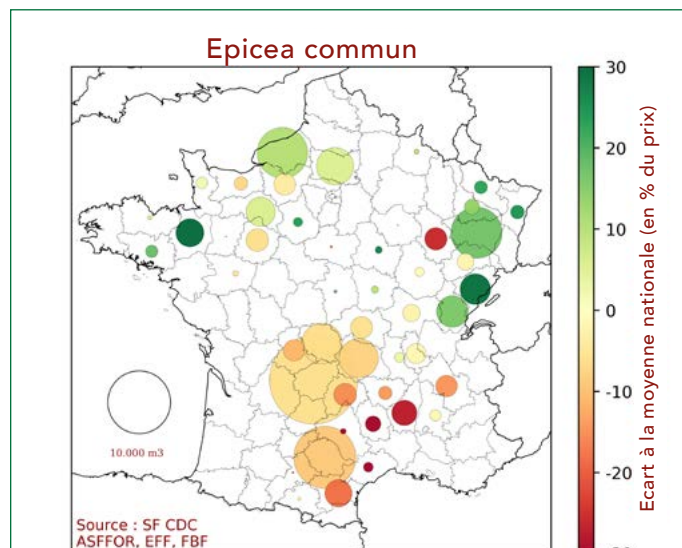 Epicea commun
30
20
10
0
-10
-20
Ecart à la moyenne nationale (en % du prix)
10.000 m3
Source : SF CDC
ASFFOR, EFF, FBF